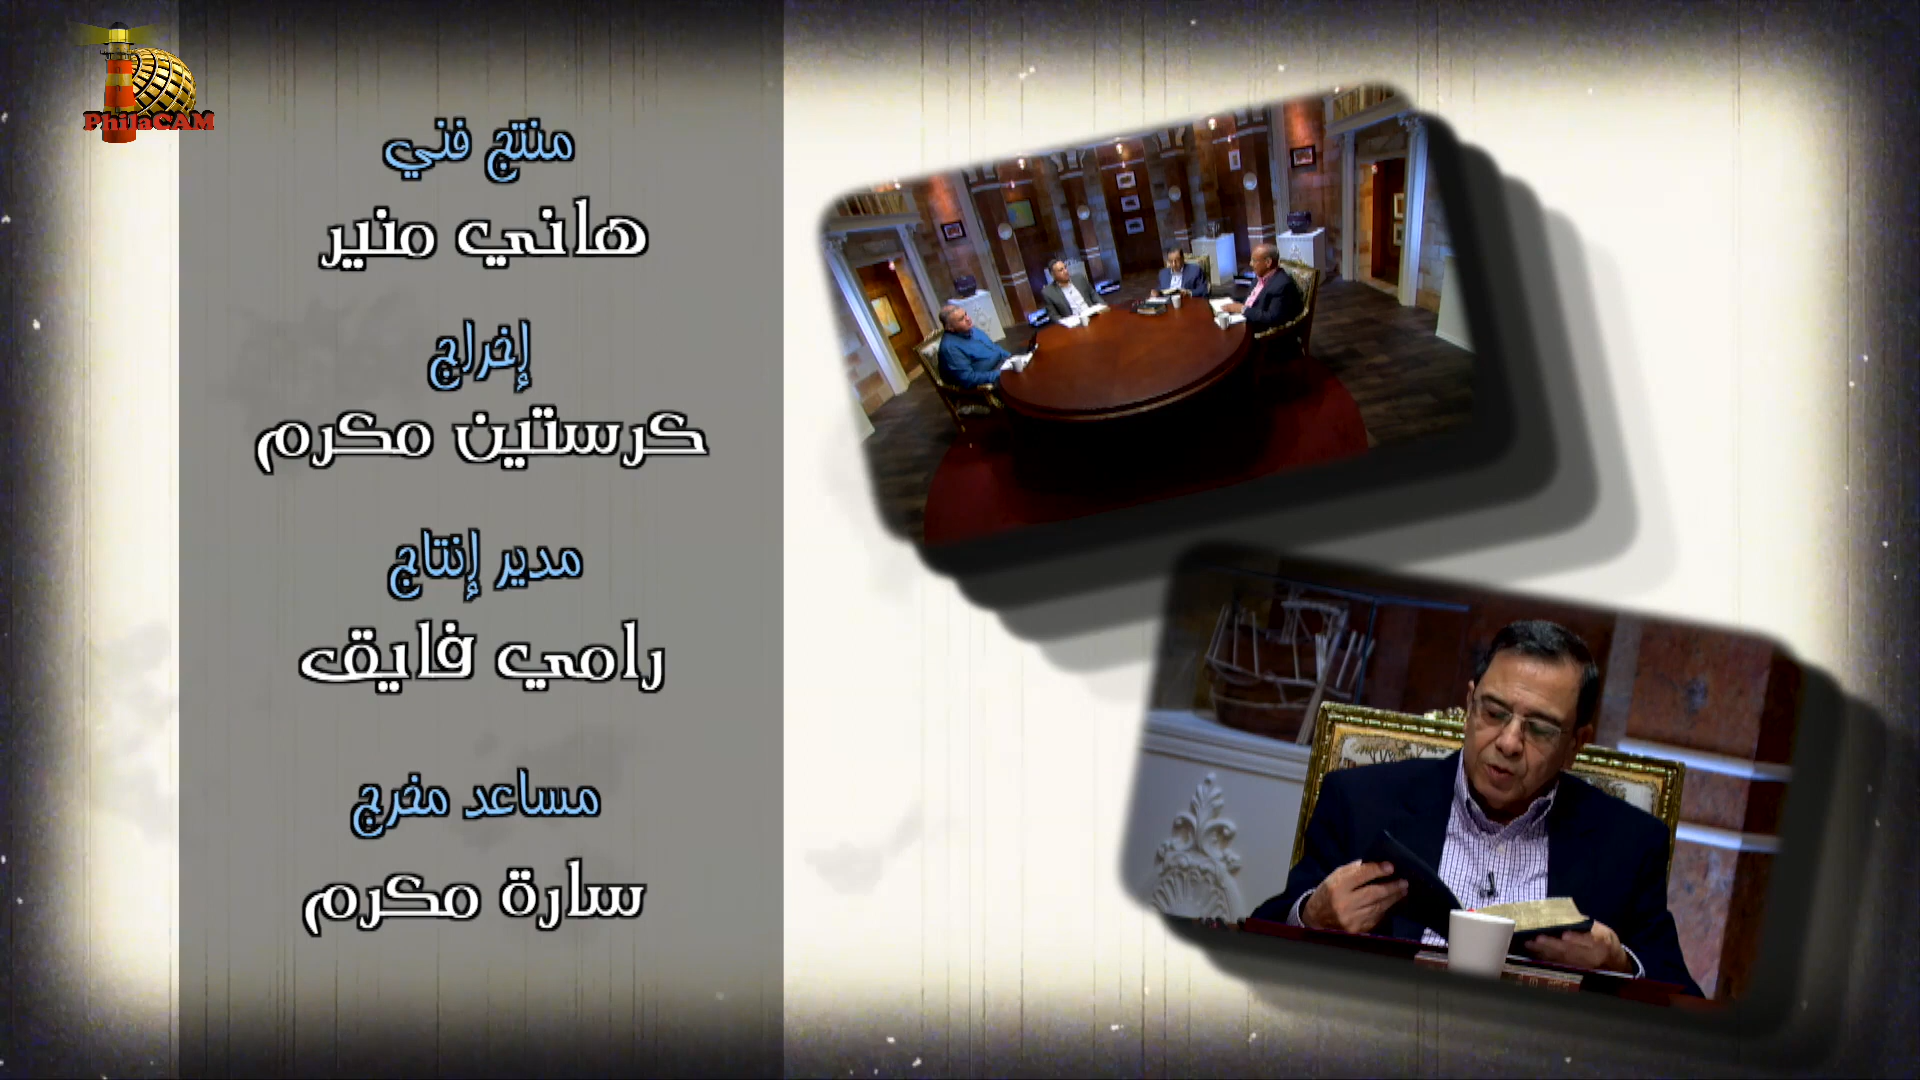 PhilaCAM
منتج فني
هاني منير
إخراج
كرستين مكرم
مدير إنتاج
رامي فايق
مساعد مخرج
سارة مكرم